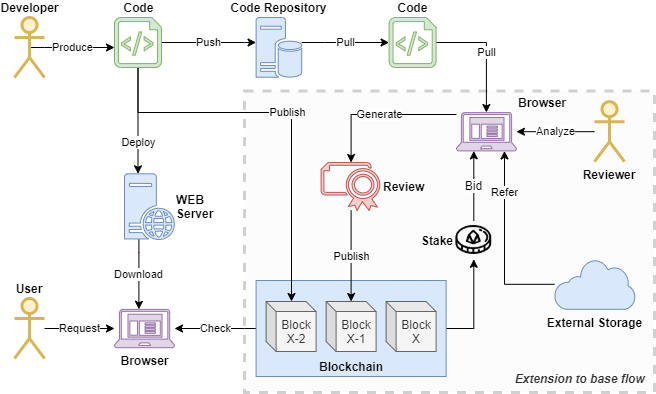 Developer
Code
Code Repository
Code
Produce
Push
Pull
Pull
Browser
Publish
Generate
Analyze
Deploy
Reviewer
WEB
Server
Review
Bid
Refer
Stake
Publish
Download
User
External Storage
Request
Check
Block
X-2
Block
X-1
Block
X
Browser
Blockchain
Extension to base flow